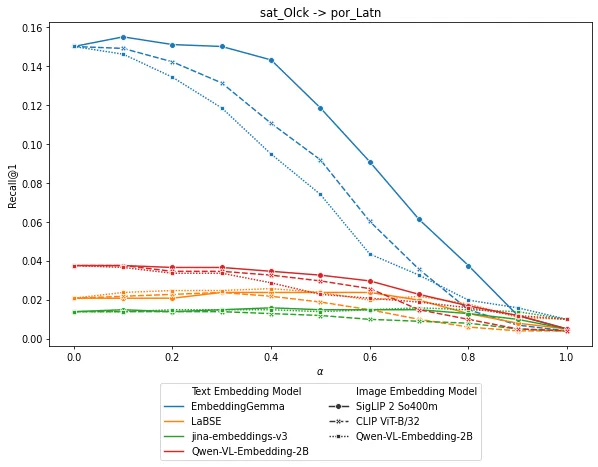 sat_Olck -> por_Latn
0.16
0.14
0.12
0.10
0.08
0.06
0.04
0.02
0.00
Recall@1
0.0 0.2 0.4 0.6 0.8 1.0
α
Text Embedding Model
EmbeddingGemma
LaBSE
jina-embeddings-v3
Qwen-VL-Embedding-2B
Image Embedding Model
SigLIP 2 So400m
CLIP ViT-B/32
Qwen-VL-Embedding-2B